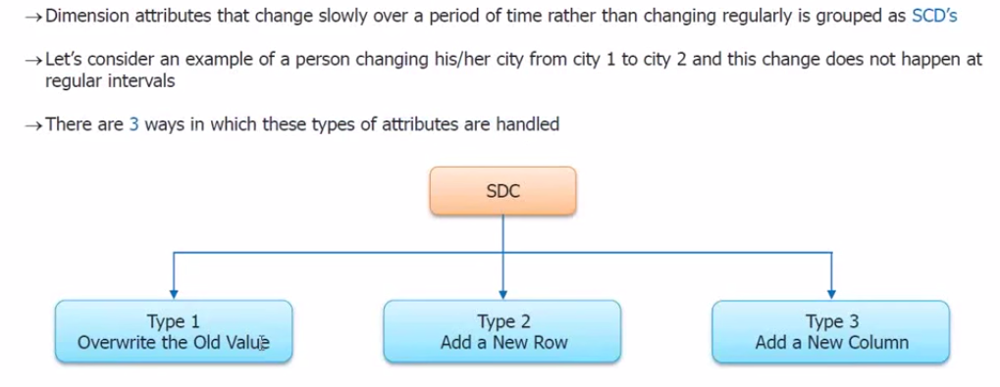 →Dimension attributes that change slowly over a period of time rather than changing regularly is grouped as SCD's
→Let's consider an example of a person changing his/her city from city 1 to city 2 and this change does not happen at
regular intervals
→There are 3 ways in which these types of attributes are handled
SDC
Type 1
Overwrite the Old Value
Type 2
Add a New Row
Type 3
Add a New Column